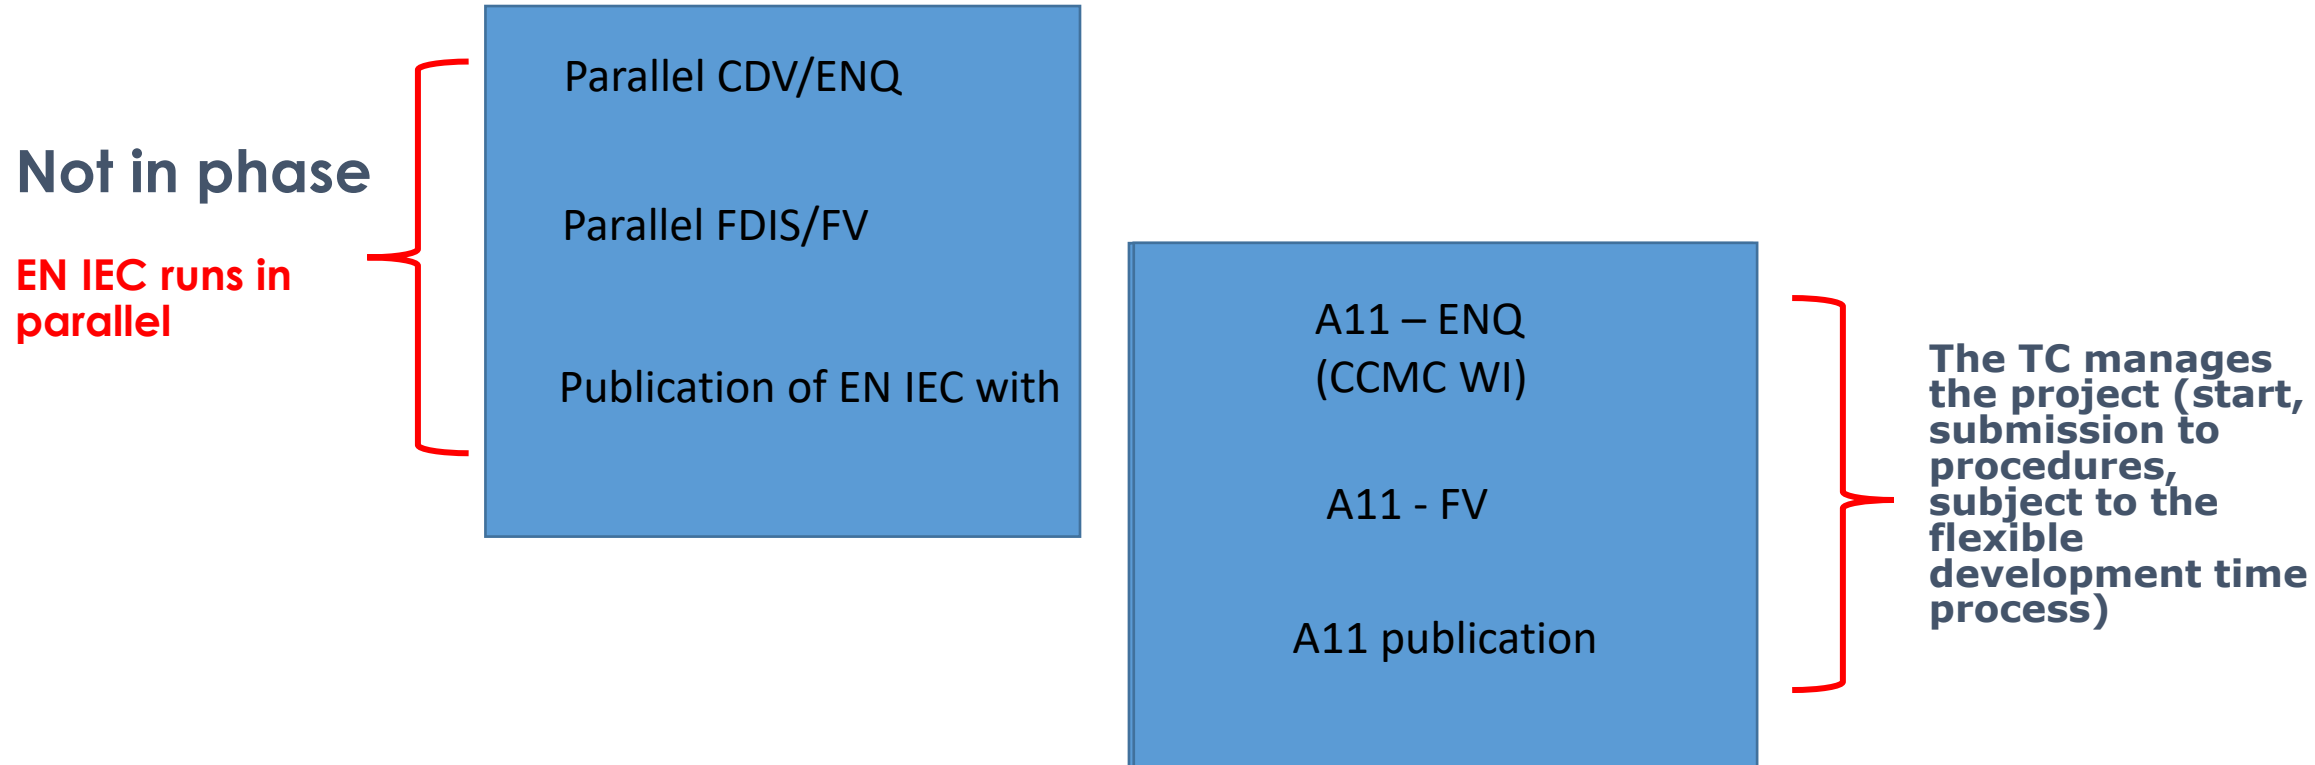 Not in phase
EN IEC runs in
parallel
Parallel CDV/ENQ
Parallel FDIS/FV
Publication of EN IEC with
A11 – ENQ
(CCMC WI)
A11 - FV
A11 publication
The TC manages
the project (start,
submission to
procedures,
subject to the
flexible
development time
process)